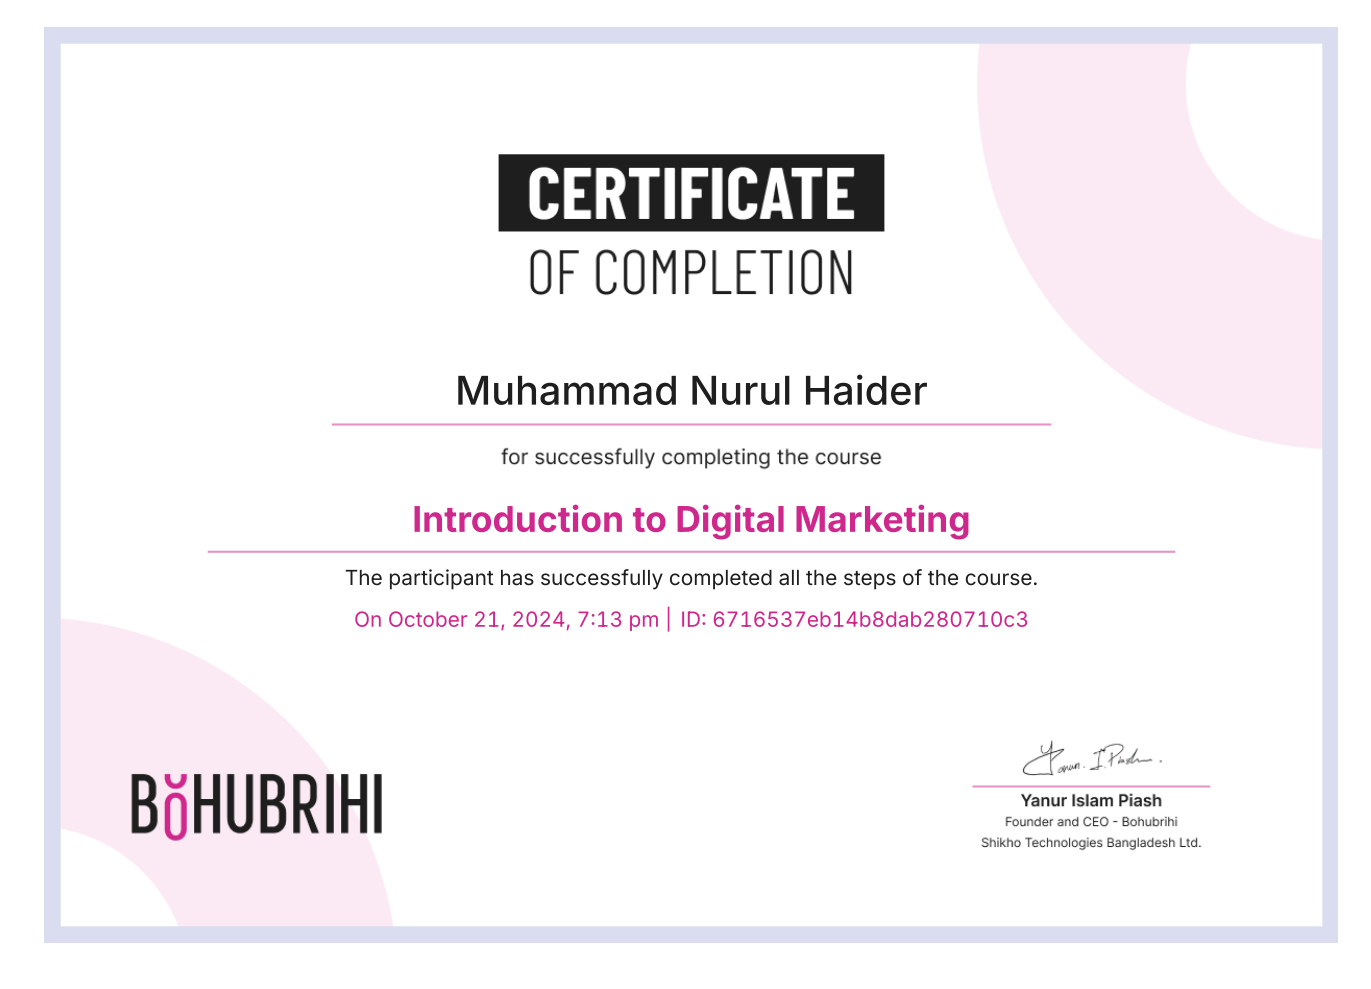 CERTIFICATE
OF COMPLETION
Muhammad Nurul Haider
for successfully completing the course
Introduction to Digital Marketing
The participant has successfully completed all the steps of the course.
On October 21, 2024, 7:13 pm | ID: 6716537eb14b8dab280710c3
BŏHUBRIHI
Yanur I. Piash.
Yanur Islam Piash
Founder and CEO - Bohubrihi
Shikho Technologies Bangladesh Ltd.